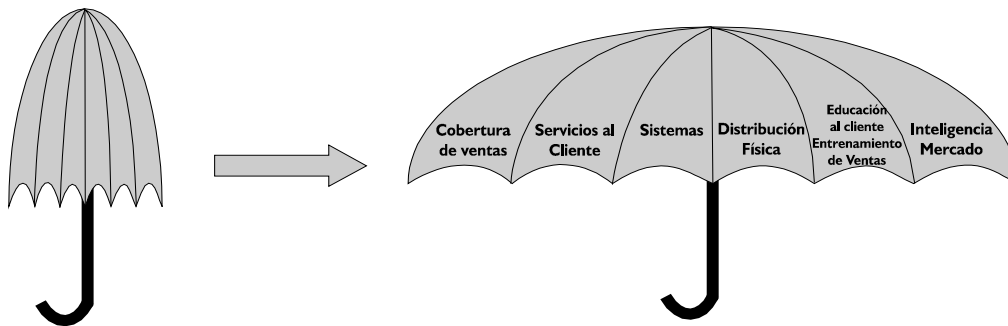 Cobertura
de ventas
Servicios al
Cliente
Sistemas
Distribución
Física
Educación
al cliente
Entrenamiento
de Ventas
Inteligencia
Mercado